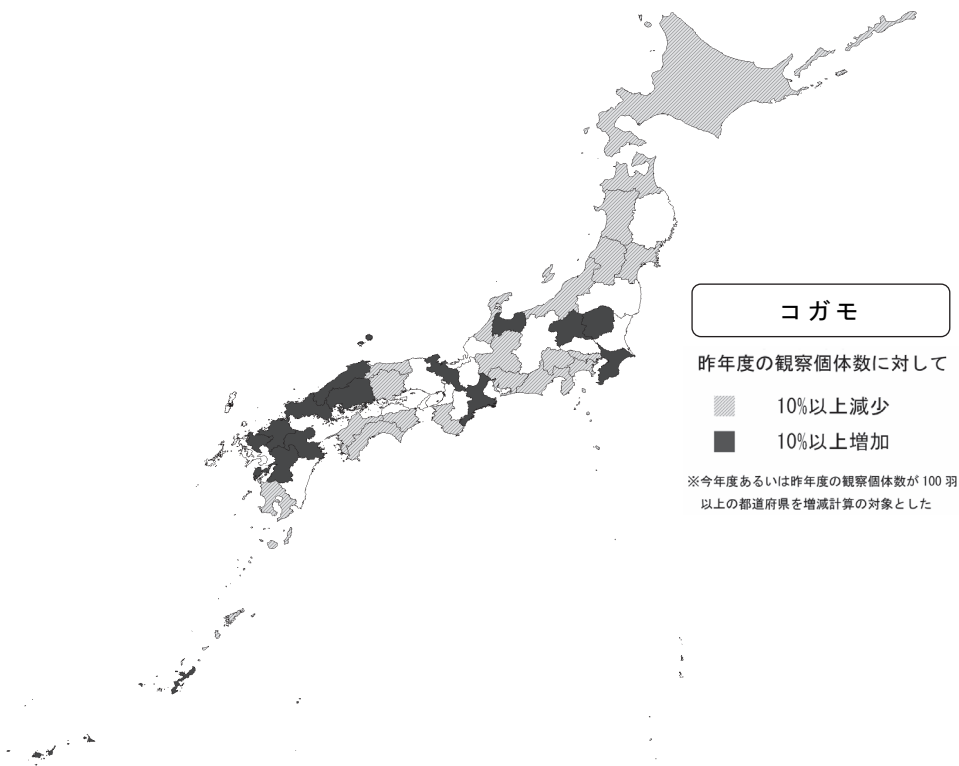 コガモ
昨年度の観察個体数に対して
10%以上減少
10%以上増加
※今年度あるいは昨年度の観察個体数が100羽
以上の都道府県を増減計算の対象とした